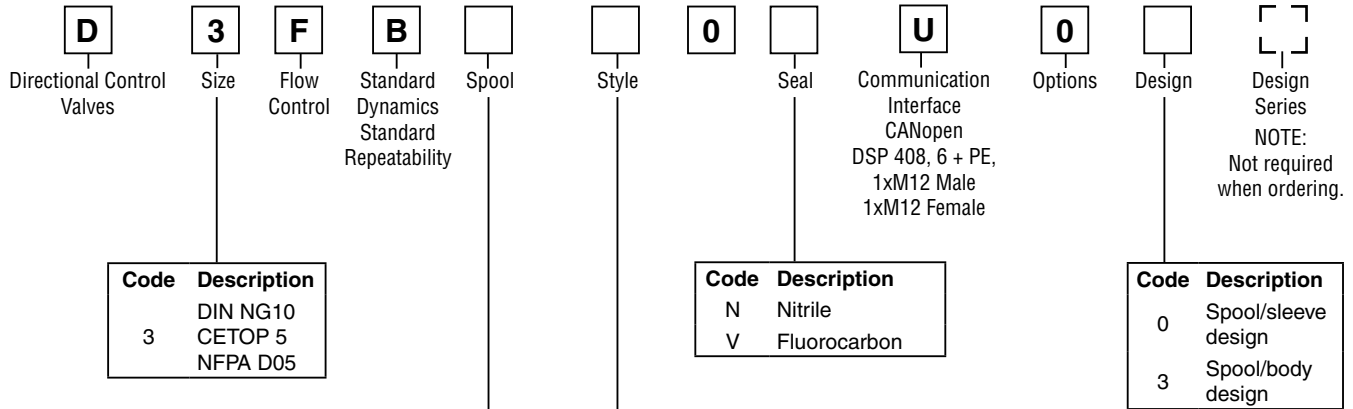 D 3 F B 0 U 0
Directional Control
Valves
Size
Flow
Control
Standard
Dynamics
Standard
Repeatability
Spool
Style
Seal
Communication
Interface
CANopen
DSP 408, 6 + PE,
1xM12 Male
1xM12 Female
Options
Design
Design
Series
NOTE:
Not required
when ordering.
Code Description
3
DIN NG10
CETOP 5
NFPA D05
Code Description
N Nitrile
V Fluorocarbon
Code Description
0
Spool/sleeve
design
3
Spool/body
design